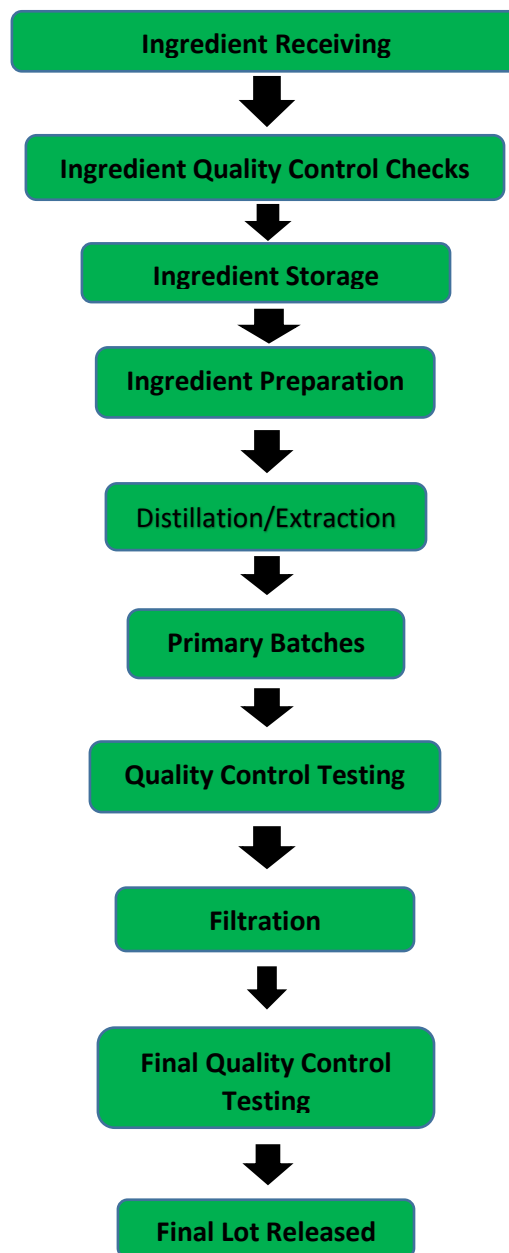 Ingredient Receiving
Ingredient Quality Control Checks
Ingredient Storage
Ingredient Preparation
Distillation/Extraction
Primary Batches
Quality Control Testing
Filtration
Final Quality Control
Testing
Final Lot Released